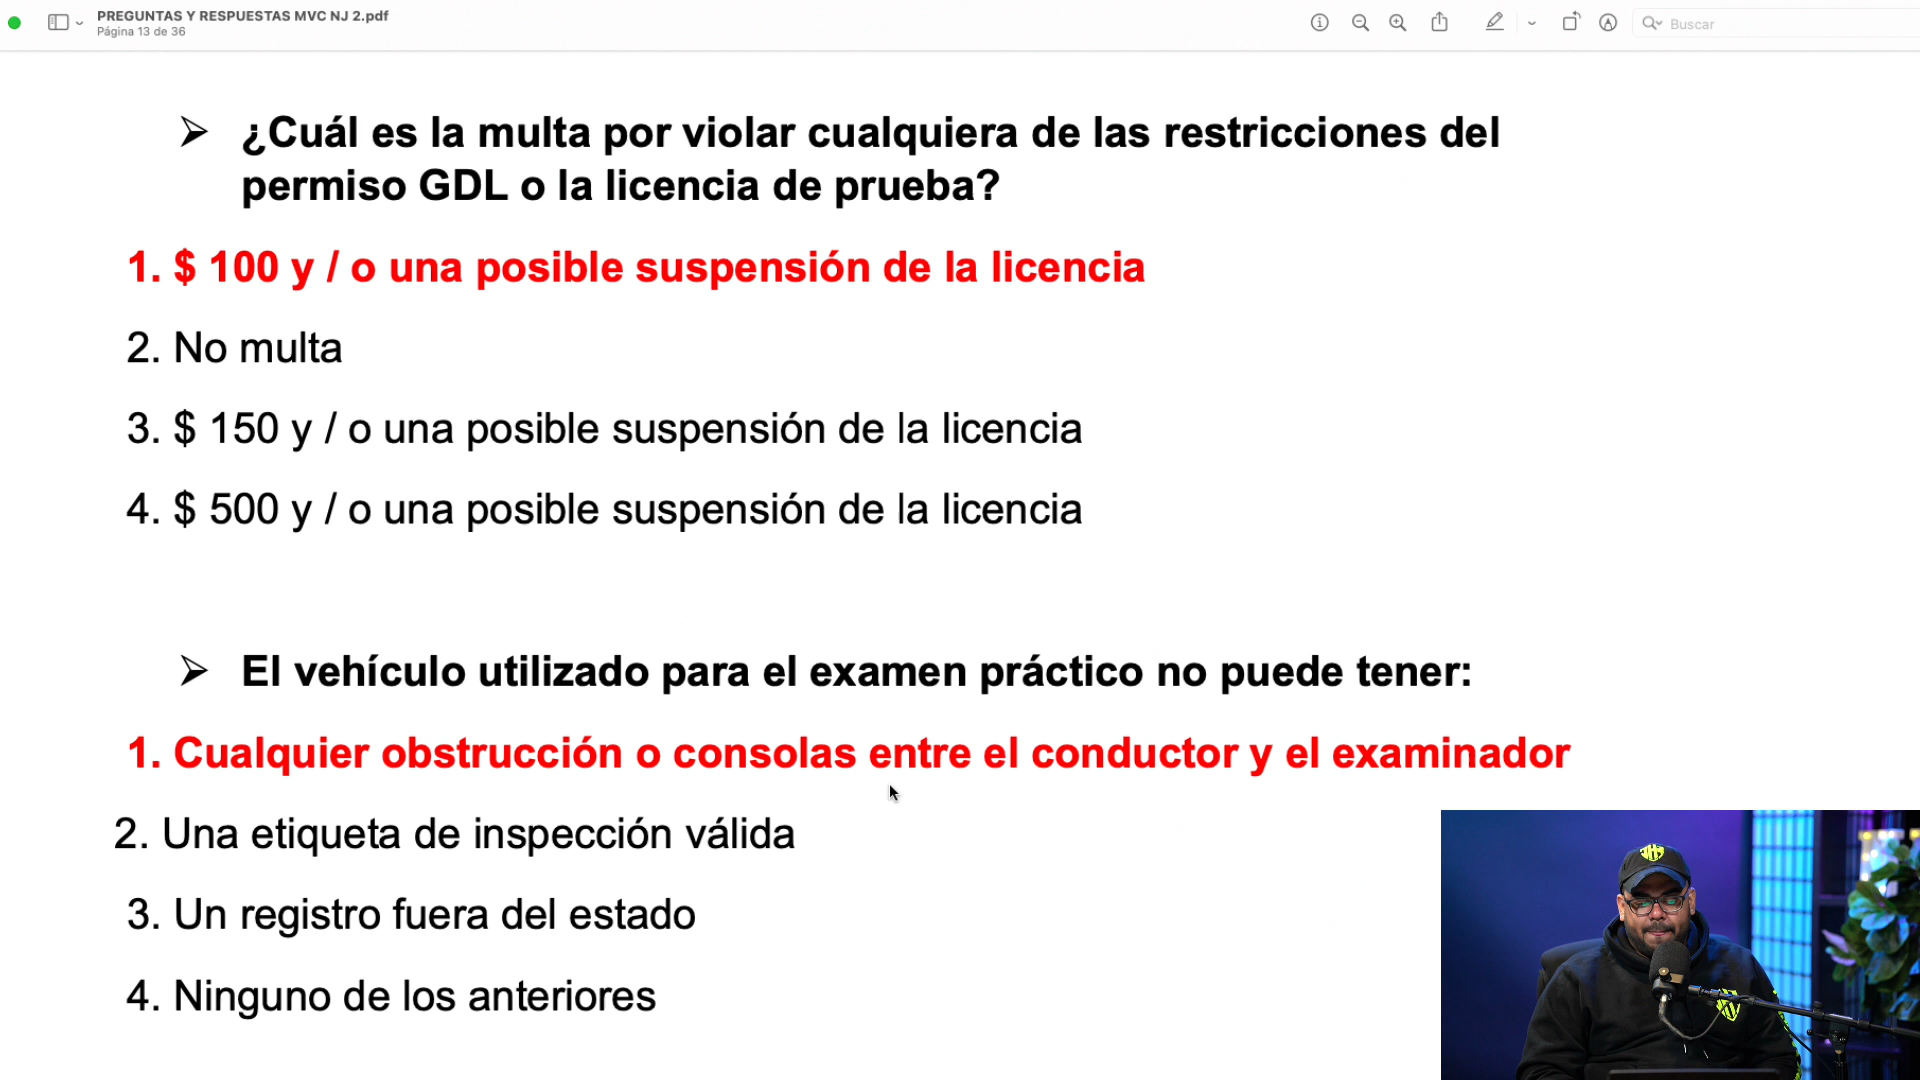 PREGUNTAS Y RESPUESTAS MVC NJ 2.pdf
Página 13 de 36
Buscar
➢ ¿Cuál es la multa por violar cualquiera de las restricciones del
permiso GDL o la licencia de prueba?
1. $ 100 y / o una posible suspensión de la licencia
2. No multa
3. $ 150 y / o una posible suspensión de la licencia
4. $ 500 y / o una posible suspensión de la licencia
➢ El vehículo utilizado para el examen práctico no puede tener:
1. Cualquier obstrucción o consolas entre el conductor y el examinador
2. Una etiqueta de inspección válida
3. Un registro fuera del estado
4. Ninguno de los anteriores